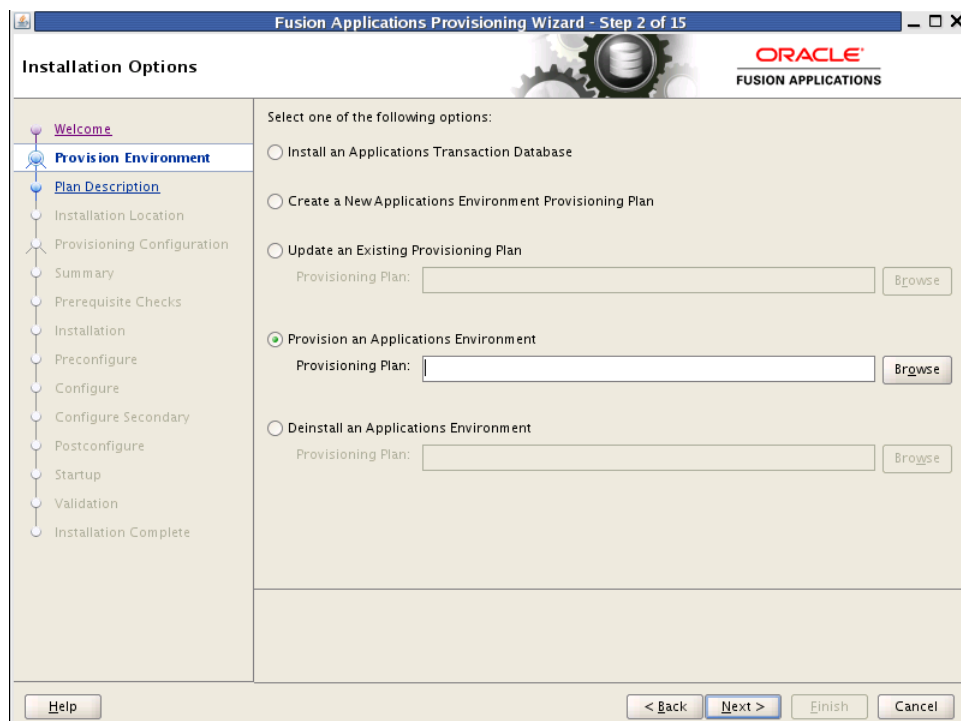 Fusion Applications Provisioning Wizard - Step 2 of 15
Installation Options
ORACLE
FUSION APPLICATIONS
Welcome
Provision Environment
Plan Description
Installation Location
Provisioning Configuration
Summary
Prerequisite Checks
Installation
Preconfigure
Configure
Configure Secondary
Postconfigure
Startup
Validation
Installation Complete
Select one of the following options:
Install an Applications Transaction Database
Create a New Applications Environment Provisioning Plan
Update an Existing Provisioning Plan
Provisioning Plan: Browse
Provision an Applications Environment
Provisioning Plan: Browse
Deinstall an Applications Environment
Provisioning Plan: Browse
Help < Back Next > Finish Cancel